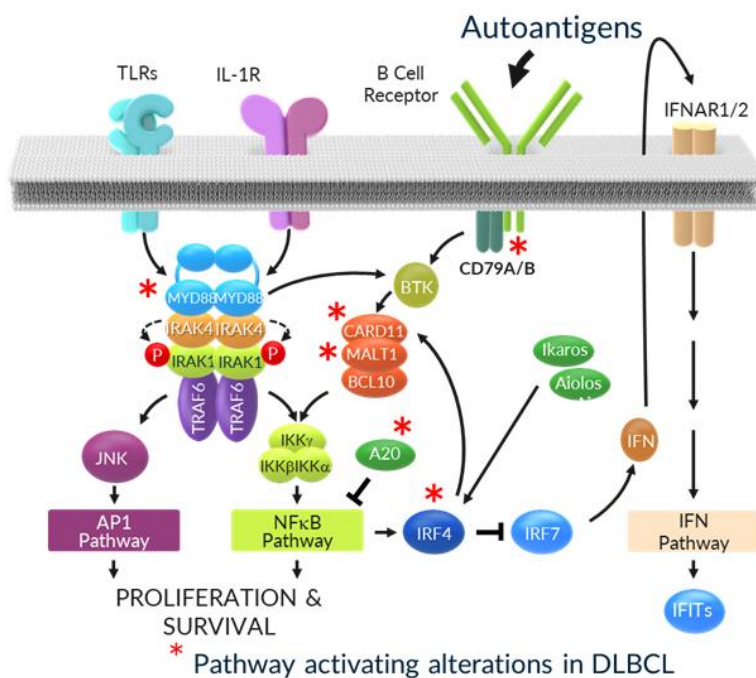 Autoantigens
TLRs
IL-1R
B Cell
Receptor
IFNAR1/2
CD79A/B
*
*
MYD88 MYD88
BTK
IRAK4 IRAK4
*
CARD11
P
IRAK1 IRAK1
P
*
MALT1
BCL10
Ikaros
Aiolos
TRAF6
TRAF6
JNK
IKKγ
IKKβ IKKα
A20
*
IFN
AP1
Pathway
NFκB
Pathway
*
IRF4
IRF7
IFN
Pathway
PROLIFERATION &
SURVIVAL
IFITs
* Pathway activating alterations in DLBCL